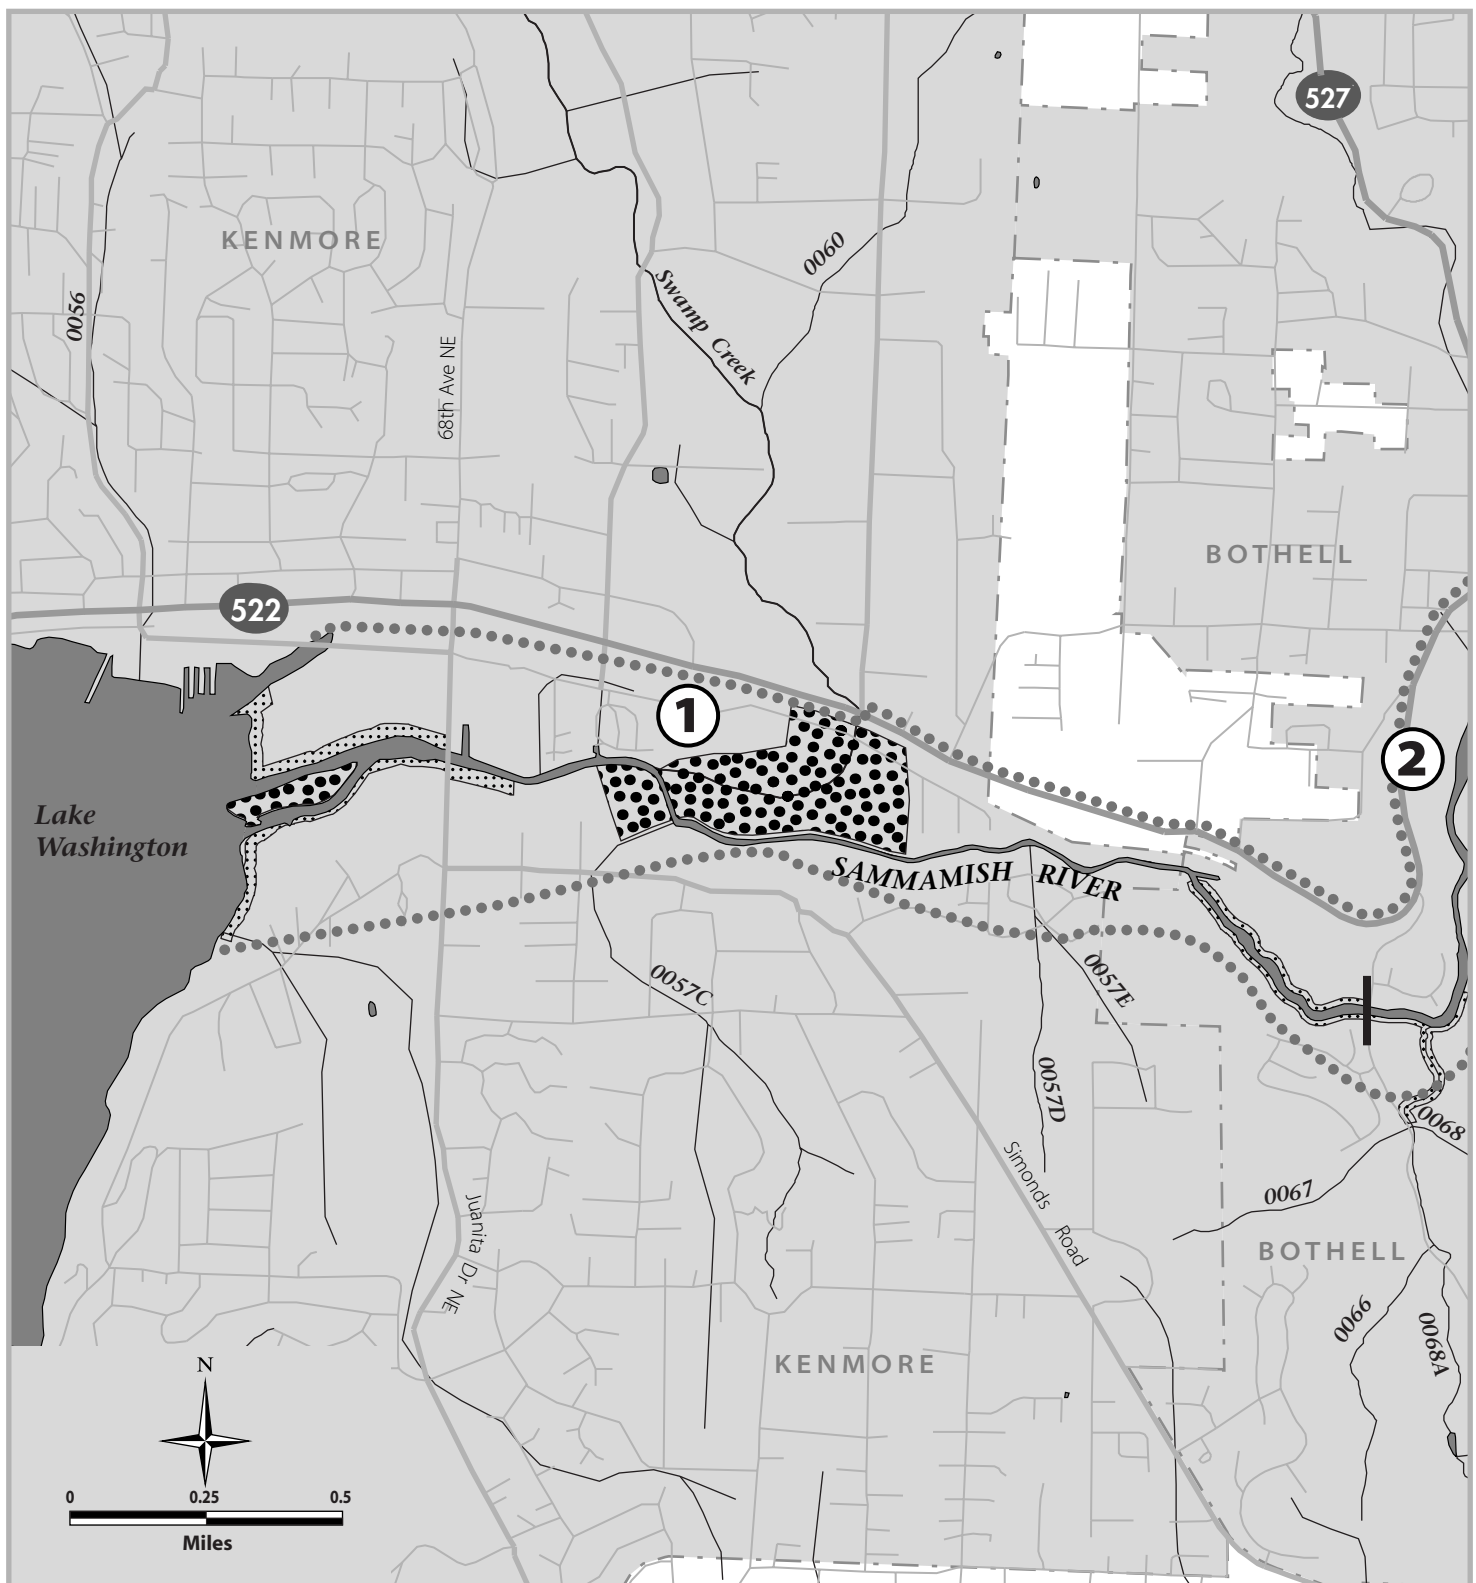 527
KENMORE
0060
Swamp Creek
0056
68th Ave NE
BOTHELL
522
1
2
Lake
Washington
SAMMAMISH RIVER
0057C
0057E
0057D
0068
Simonds Road
0067
Juanita Dr NE
BOTHELL
0066
0068A
KENMORE
N
0 0.25 0.5
Miles